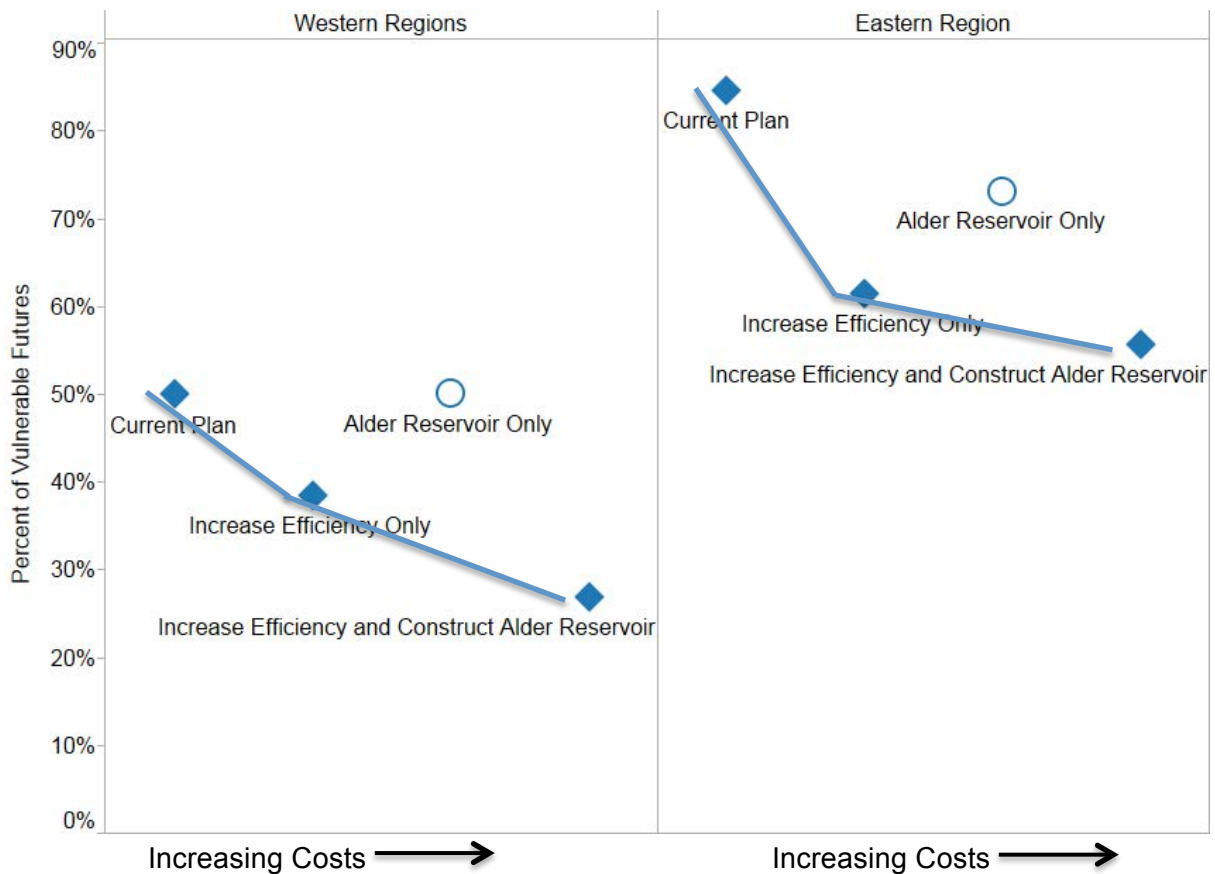 Western Regions
Eastern Region
Percent of Vulnerable Futures
90%
80%
70%
60%
50%
40%
30%
20%
10%
0%
Current Plan
Alder Reservoir Only
Increase Efficiency Only
Increase Efficiency and Construct Alder Reservoir
Current Plan
Alder Reservoir Only
Increase Efficiency Only
Increase Efficiency and Construct Alder Reservoir
Increasing Costs
Increasing Costs